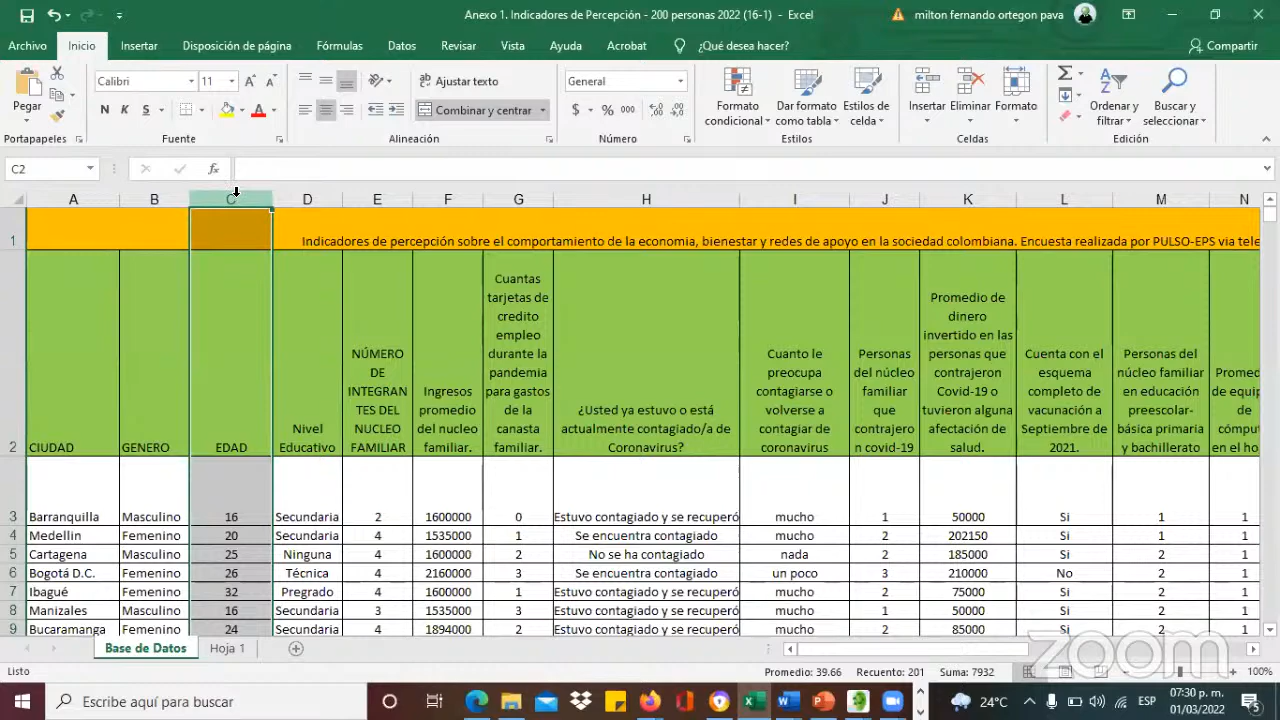 Anexo 1. Indicadores de Percepción - 200 personas 2022 (16-1) - Excel
milton fernando ortegon pava
Archivo Inicio Insertar Disposición de página Fórmulas Datos Revisar Vista Ayuda Acrobat ¿Qué desea hacer? Compartir
Pegar
Calibri 11
N K S
A
Ajustar texto
Combinar y centrar
General
$ % 000
Formato condicional
Dar formato como tabla
Estilos de celda
Insertar
Eliminar
Formato
Ordenar y filtrar
Buscar y seleccionar
Portapapeles Fuente Alineación Número Estilos Celdas Edición
C2 fx
A B C D E F G H I J K L M N
1 Indicadores de percepción sobre el comportamiento de la economia, bienestar y redes de apoyo en la sociedad colombiana. Encuesta realizada por PULSO-EPS via tele
2
CIUDAD
GENERO
EDAD
Nivel
Educativo
NÚMERO
DE
INTEGRAN
TES DEL
NUCLEO
FAMILIAR
Ingresos
promedio
del nucleo
familiar.
Cuantas
tarjetas de
credito
empleo
durante la
pandemia
para gastos
de la
canasta
familiar.
¿Usted ya estuvo o está
actualmente contagiado/a de
Coronavirus?
Cuanto le
preocupa
contagiarse o
volverse a
contagiar de
coronavirus
Personas
del núcleo
familiar
que
contrajero
n covid-19
Promedio de
dinero
invertido en las
personas que
contrajeron
Covid-19 o
tuvieron alguna
afectación de
salud.
Cuenta con el
esquema
completo de
vacunación a
Septiembre de
2021.
Personas del
núcleo familiar
en educación
preescolar-
básica primaria
y bachillerato
Promed
de equip
de
cómput
en el ho
3 Barranquilla Masculino 16 Secundaria 2 1600000 0 Estuvo contagiado y se recuperó mucho 1 50000 Si 1 1
4 Medellin Femenino 20 Secundaria 4 1535000 1 Se encuentra contagiado mucho 2 202150 Si 1 1
5 Cartagena Masculino 25 Ninguna 4 1600000 2 No se ha contagiado nada 2 185000 Si 2 1
6 Bogotá D.C. Femenino 26 Técnica 4 2160000 3 Se encuentra contagiado un poco 3 210000 No 2 1
7 Ibagué Femenino 32 Pregrado 4 1600000 1 Estuvo contagiado y se recuperó mucho 2 75000 Si 2 1
8 Manizales Masculino 16 Secundaria 3 1535000 3 Estuvo contagiado y se recuperó mucho 1 50000 Si 2 1
9 Bucaramanga Femenino 24 Secundaria 4 1894000 2 Estuvo contagiado y se recuperó mucho 2 85000 Si 2 1
Base de Datos Hoja 1
zoom
Listo Promedio: 39.66 Recuento: 201 Suma: 7932 100%
Escribe aquí para buscar 24°C ESP 07:30 p. m.
01/03/2022 5